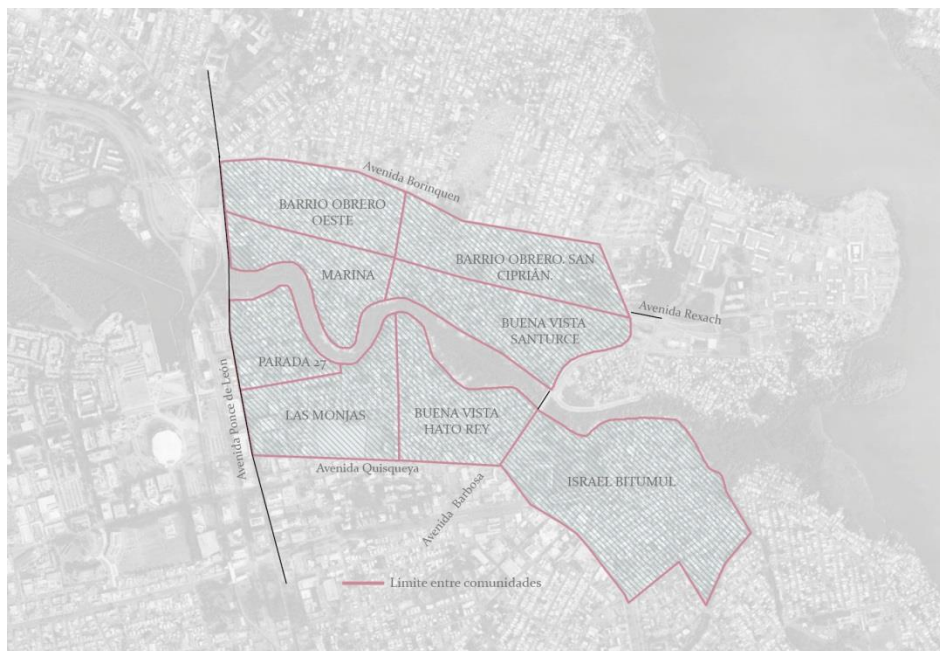 Avenida Borinquen
BARRIO OBRERO
OESTE
BARRIO OBRERO. SAN
CIPRIÁN.
MARINA
Avenida Rexach
BUENA VISTA
SANTURCE
PARADA 27
Avenida Ponce de León
LAS MONJAS
BUENA VISTA
HATO REY
Avenida Quisqueya
ISRAEL BITUMUL
Avenida Barbosa
Límite entre comunidades